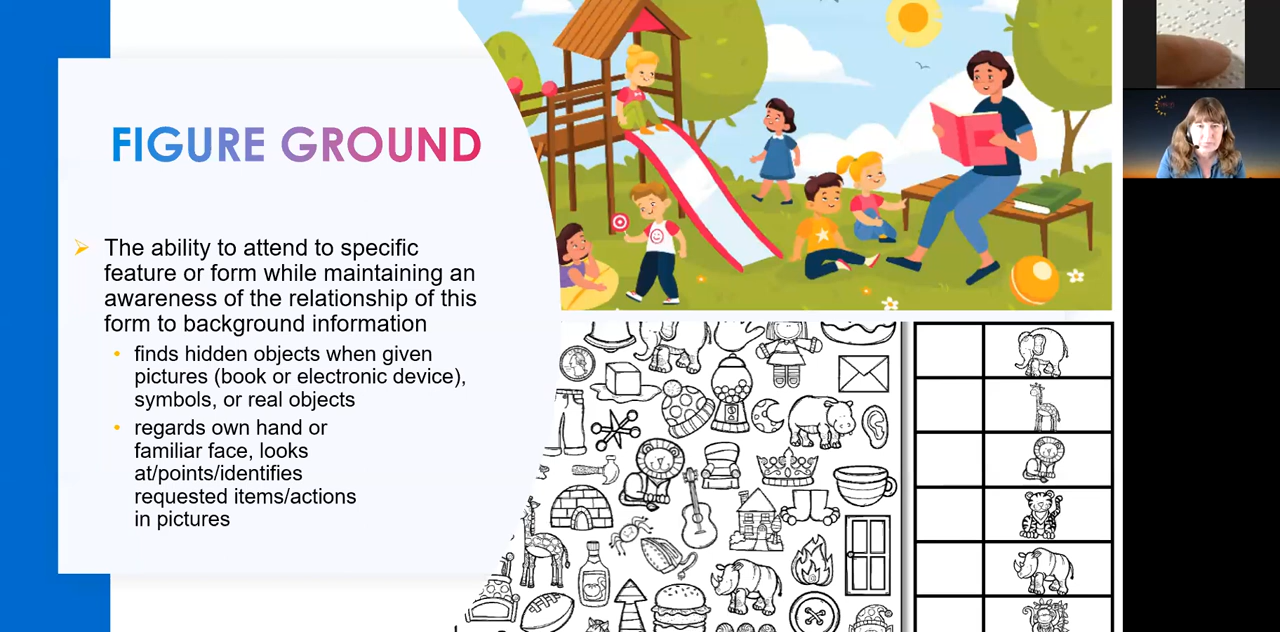 FIGURE GROUND
The ability to attend to specific
feature or form while maintaining an
awareness of the relationship of this
form to background information
finds hidden objects when given
pictures (book or electronic device),
symbols, or real objects
regards own hand or
familiar face, looks
at/points/identifies
requested items/actions
in pictures